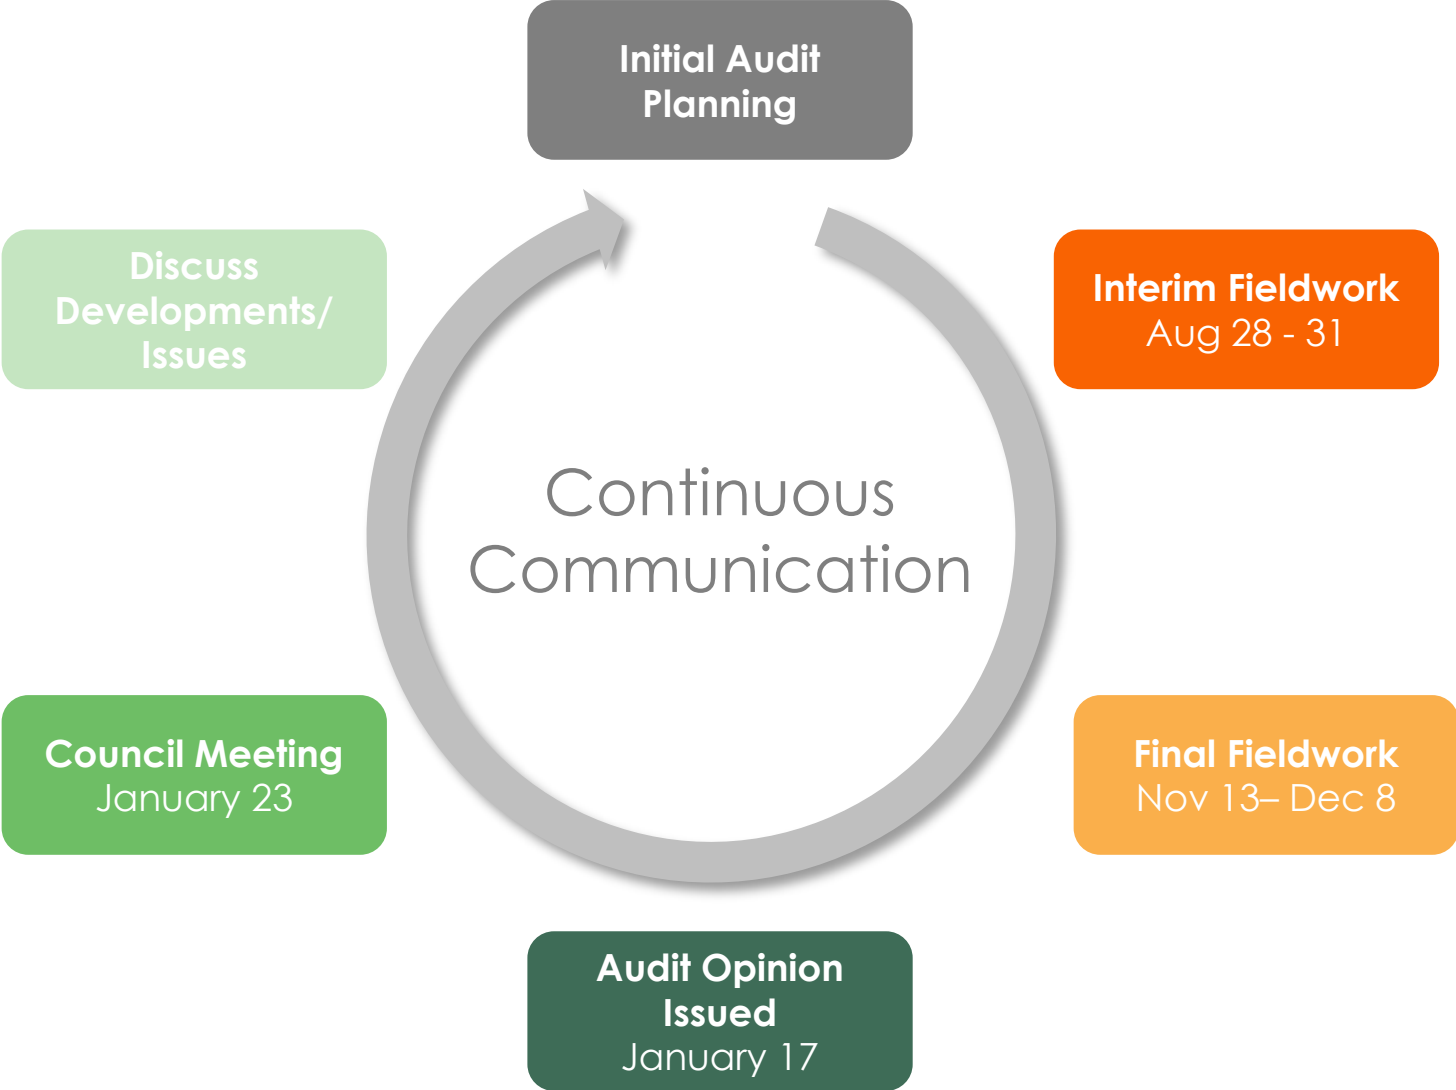 Initial Audit
Planning
Interim Fieldwork
Aug 28 - 31
Final Fieldwork
Nov 13– Dec 8
Audit Opinion
Issued
January 17
Council Meeting
January 23
Discuss
Developments/
Issues
Continuous
Communication